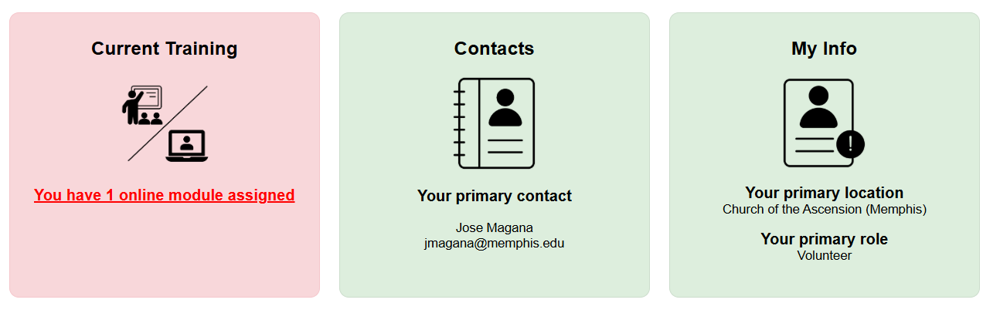 Current Training
You have 1 online module assigned
Contacts
Your primary contact
Jose Magana
jmagana@memphis.edu
My Info
!
Your primary location
Church of the Ascension (Memphis)
Your primary role
Volunteer